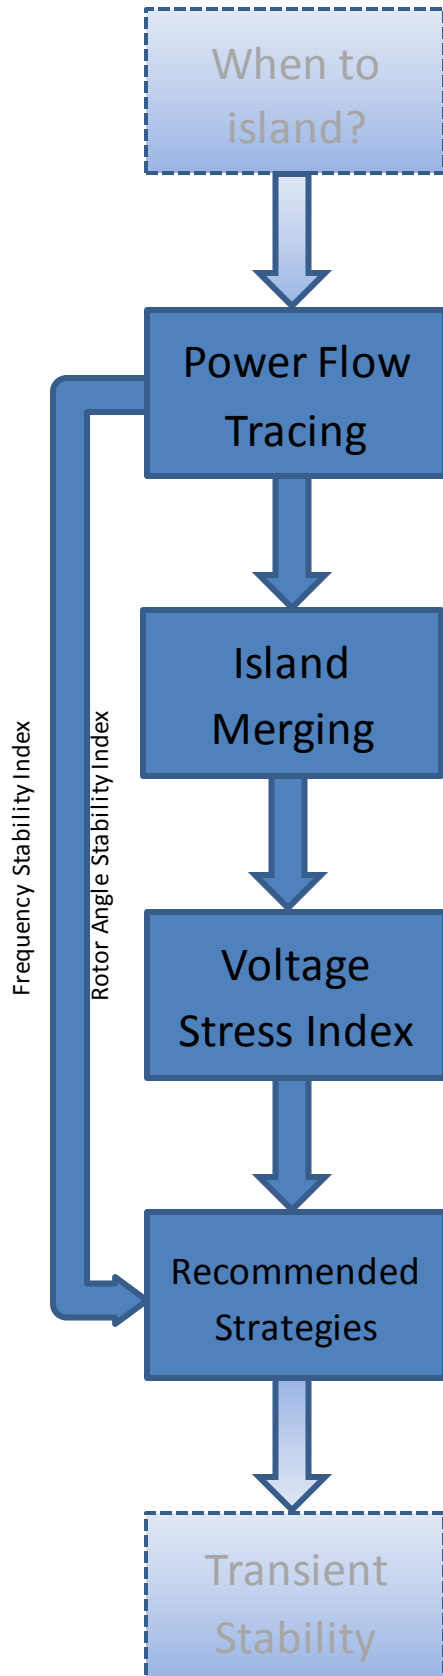 When to
island?
Power Flow
Tracing
Island
Merging
Frequency Stability Index
Rotor Angle Stability Index
Voltage
Stress Index
Recommended
Strategies
Transient
Stability